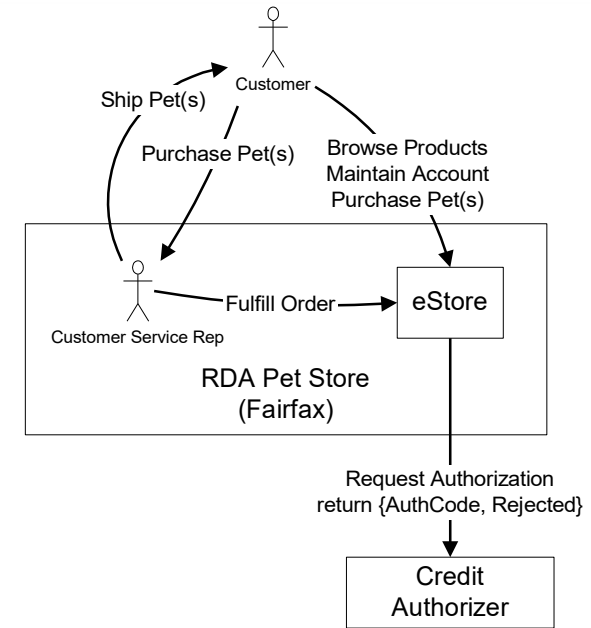 Customer
Ship Pet(s)
Purchase Pet(s)
Browse Products
Maintain Account
Purchase Pet(s)
Fulfill Order
eStore
Customer Service Rep
RDA Pet Store
(Fairfax)
Request Authorization
return {AuthCode, Rejected}
Credit
Authorizer